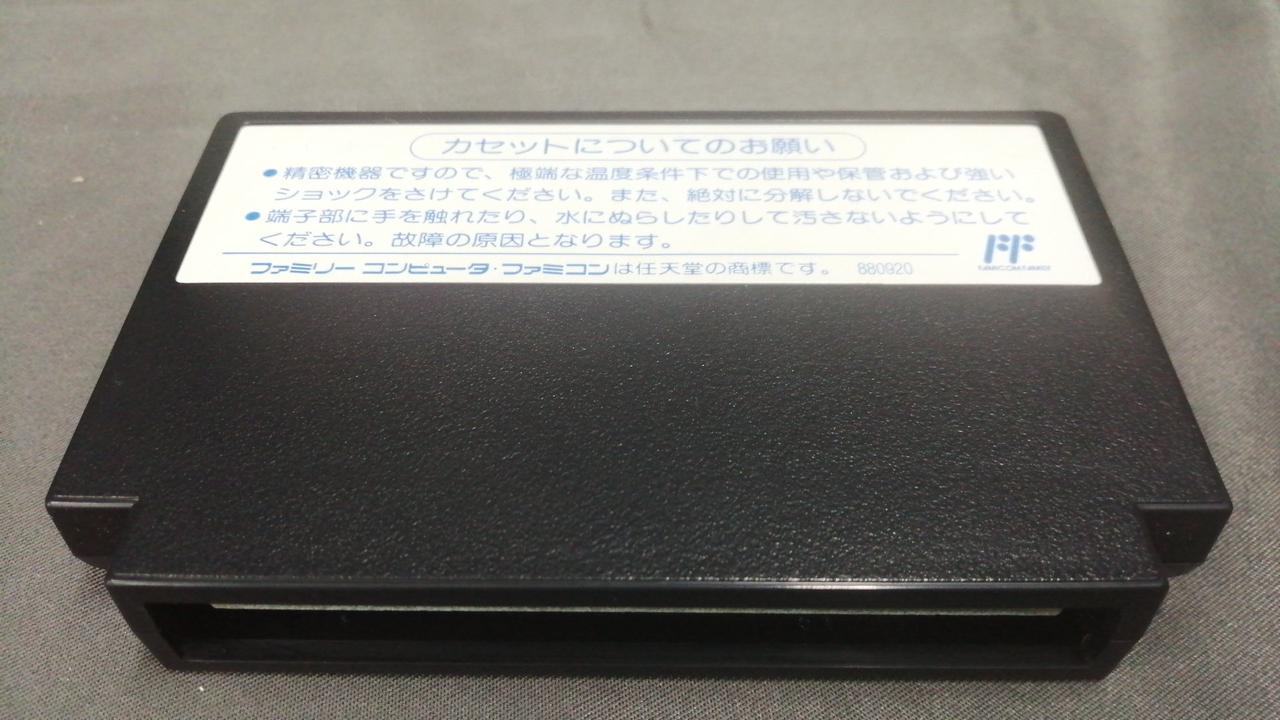 カセットについてのお願い
●精密機器ですので、極端な温度条件下での使用や保管および強い
ショックをさけてください。また、絶対に分解しないでください。
●端子部に手を触れたり、水にぬらしたりして汚さないようにして
ください。故障の原因となります。
ファミリー コンピュータ・ファミコンは任天堂の商標です。 880920